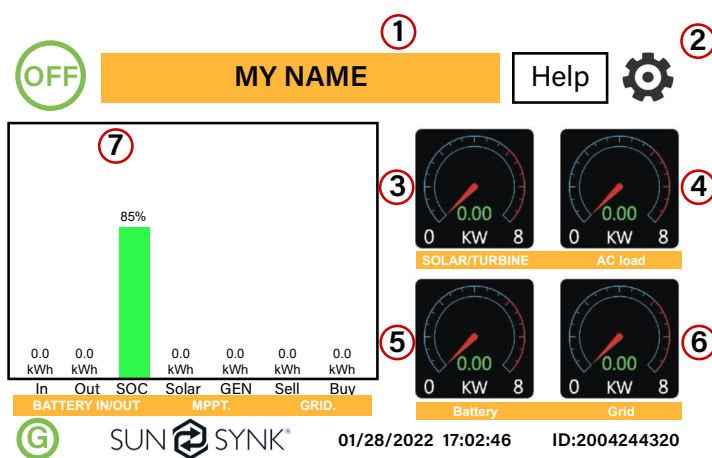 1
2
OFF
MY NAME
Help
7
3
0.00
0 KW 8
SOLAR/TURBINE
4
0.00
0 KW 8
AC load
85%
0.0 0.0 0.0 0.0 0.0 0.0
kWh kWh kWh kWh kWh kWh
In Out SOC Solar GEN Sell Buy
BATTERY IN/OUT MPPT. GRID.
5
0.00
0 KW 8
Battery
6
0.00
0 KW 8
Grid
G
SUN SYNK®
01/28/2022 17:02:46 ID:2004244320